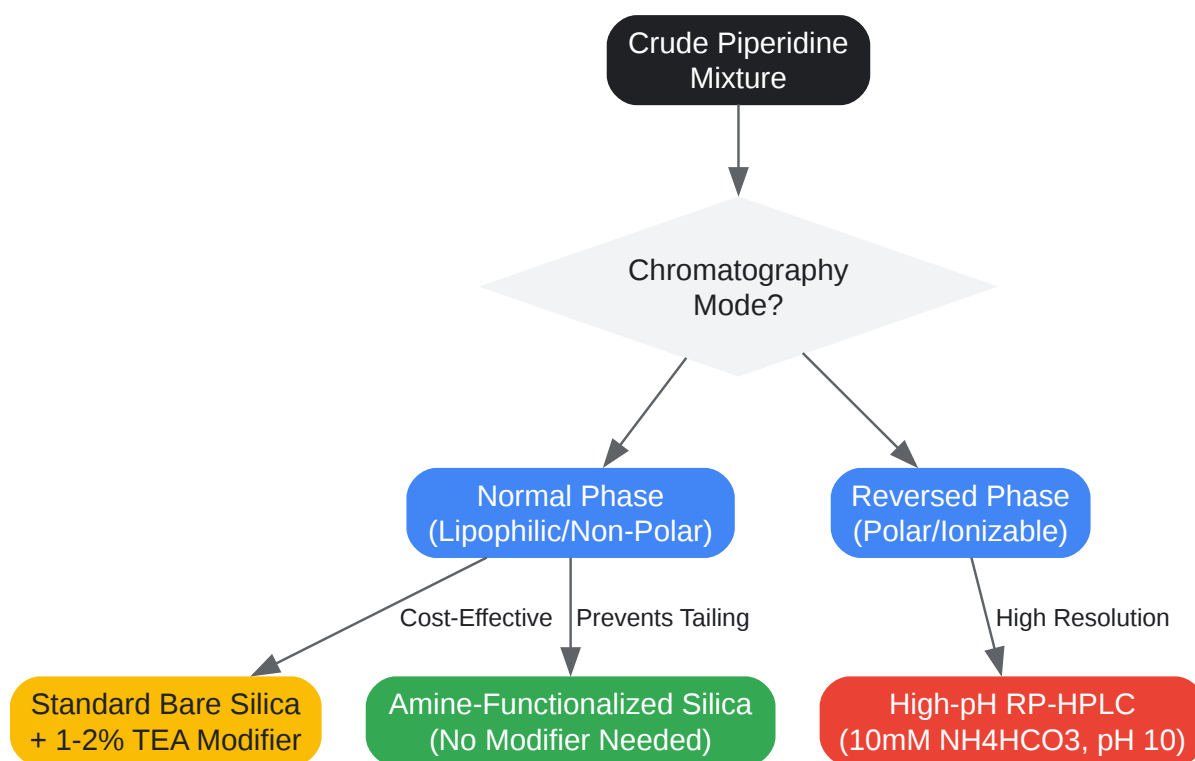 Crude Piperidine
Mixture
Chromatography
Mode?
Normal Phase
(Lipophilic/Non-Polar)
Reversed Phase
(Polar/Ionizable)
Cost-Effective
Prevents Tailing
High Resolution
Standard Bare Silica
+ 1-2% TEA Modifier
Amine-Functionalized Silica
(No Modifier Needed)
High-pH RP-HPLC
(10mM NH4HCO3, pH 10)